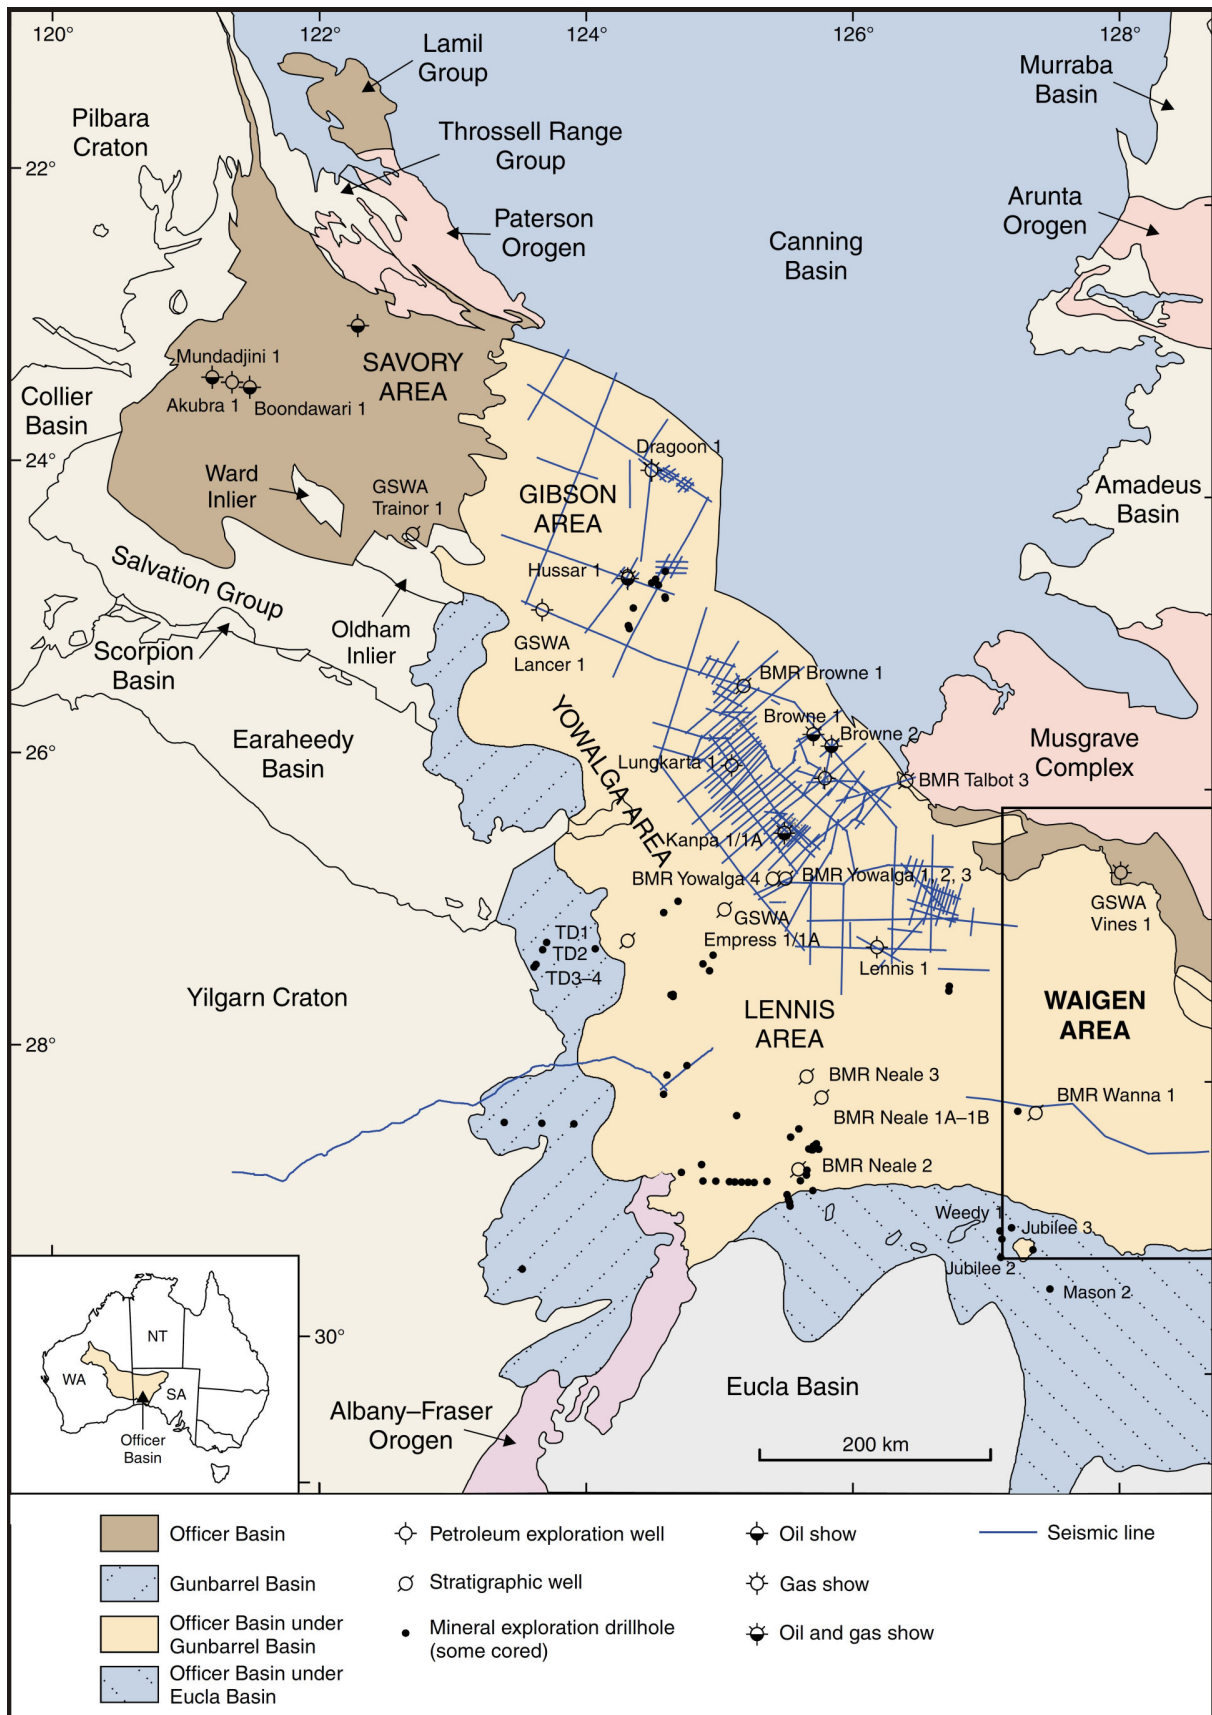 120°
122°
124°
126°
128°
Lamil
Group
Murraba
Basin
Pilbara
Craton
Throssell Range
Group
22°
Arunta
Orogen
Paterson
Orogen
Canning
Basin
Mundadjini 1
SAVORY
AREA
Akubra 1
Boondawari 1
Collier
Basin
Dragoon 1
24°
Ward
Inlier
GSWA
Trainor 1
GIBSON
AREA
Amadeus
Basin
Salvation Group
Hussar 1
Oldham
Inlier
GSWA
Lancer 1
Scorpion
Basin
BMR Browne 1
YOWALGA AREA
Browne 1
Browne 2
Earaheedy
Basin
Musgrave
Complex
26°
Lungkarta 1
BMR Talbot 3
Kanpa 1/1A
BMR Yowalga 4
BMR Yowalga 1, 2, 3
GSWA
Vines 1
GSWA
Empress 1/1A
TD1
TD2
TD3–4
Lennis 1
Yilgarn Craton
LENNIS
AREA
WAIGEN
AREA
28°
BMR Neale 3
BMR Wanna 1
BMR Neale 1A–1B
BMR Neale 2
Weedy 1
Jubilee 3
Jubilee 2
Mason 2
30°
NT
WA
SA
Officer
Basin
Eucla Basin
Albany–Fraser
Orogen
200 km
Officer Basin
Gunbarrel Basin
Officer Basin under
Gunbarrel Basin
Officer Basin under
Eucla Basin
Petroleum exploration well
Stratigraphic well
Mineral exploration drillhole
(some cored)
Oil show
Gas show
Oil and gas show
Seismic line